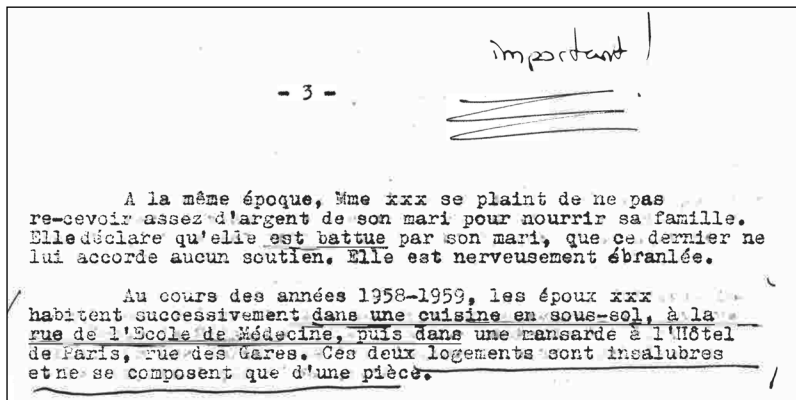 important !
- 3 -
A la même époque, Mme xxx se plaint de ne pas
re-cevoir assez d'argent de son mari pour nourrir sa famille.
Elle déclare qu'elle est battue par son mari, que ce dernier ne
lui accorde aucun soutien. Elle est nerveusement ébranlée.
Au cours des années 1958-1959, les époux xxx
habitent successivement dans une cuisine en sous-sol, à la
rue de l'Ecole de Médecine, puis dans une mansarde à l'Hôtel
de Paris, rue des Gares. Ces deux logements sont insalubres
et ne se composent que d'une pièce.